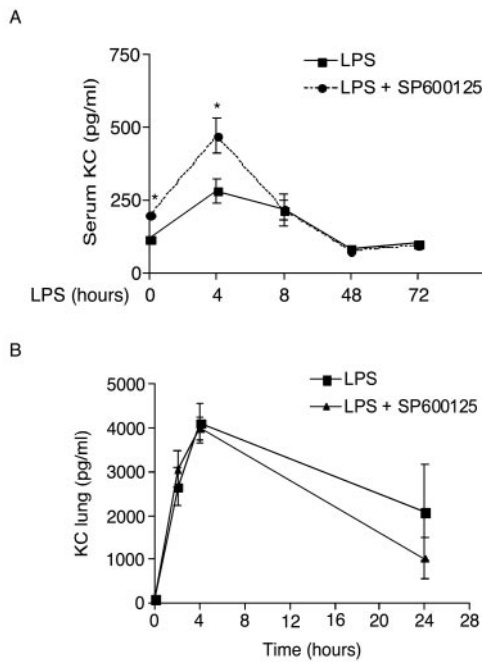 A
750
500
250
0
Serum KC (pg/ml)
LPS
LPS + SP600125
*
*
LPS (hours)
0 4 8 48 72
B
5000
4000
3000
2000
1000
0
KC lung (pg/ml)
LPS
LPS + SP600125
0 4 8 12 16 20 24 28
Time (hours)